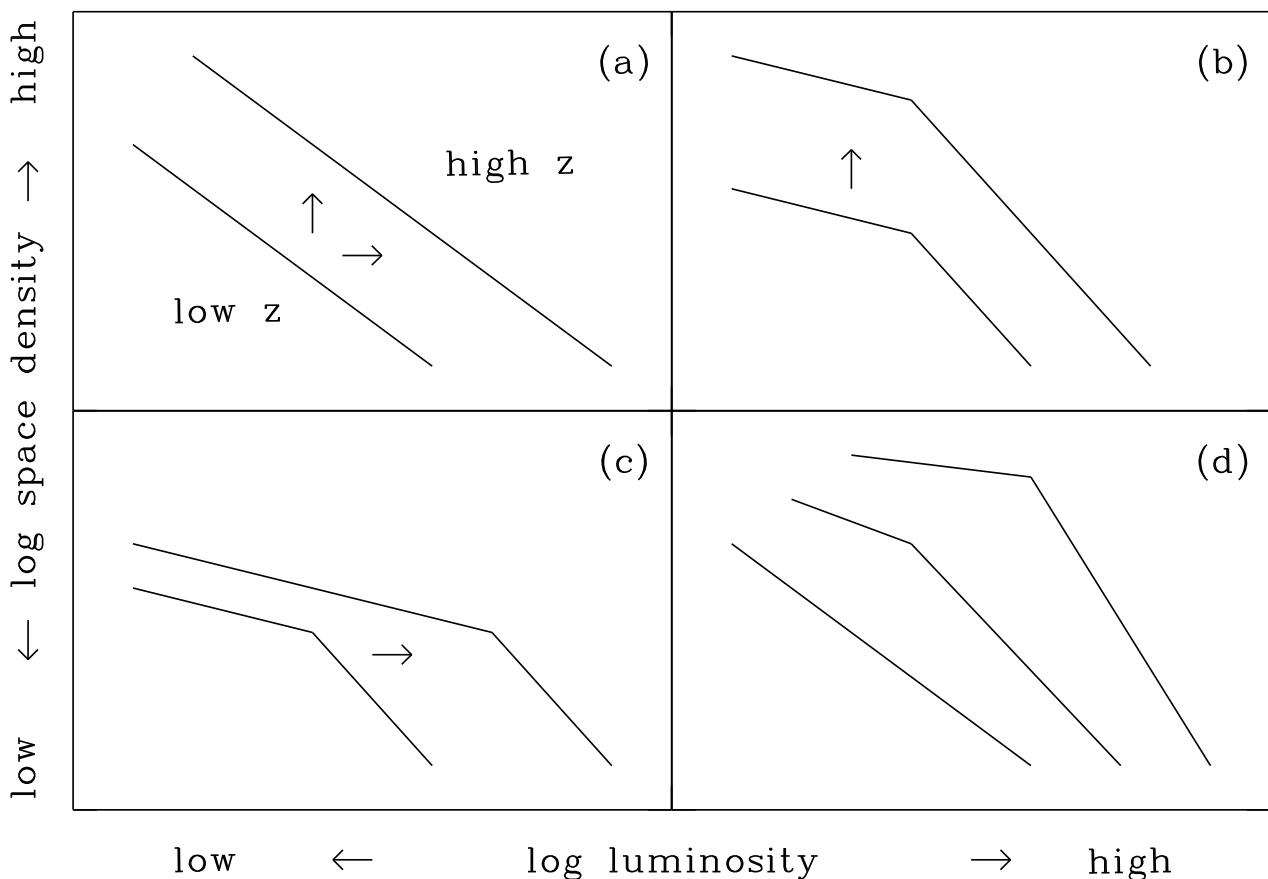 (a)
high z
low z
(b)
(c)
(d)
low ← log space density → high
low ← log luminosity → high